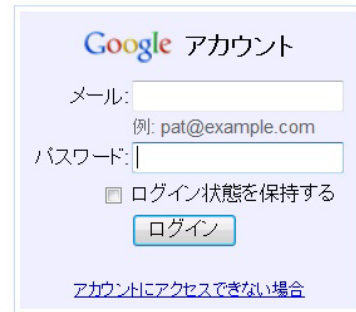 Google アカウント
メール:
例: pat@example.com
パスワード:
ログイン状態を保持する
ログイン
アカウントにアクセスできない場合